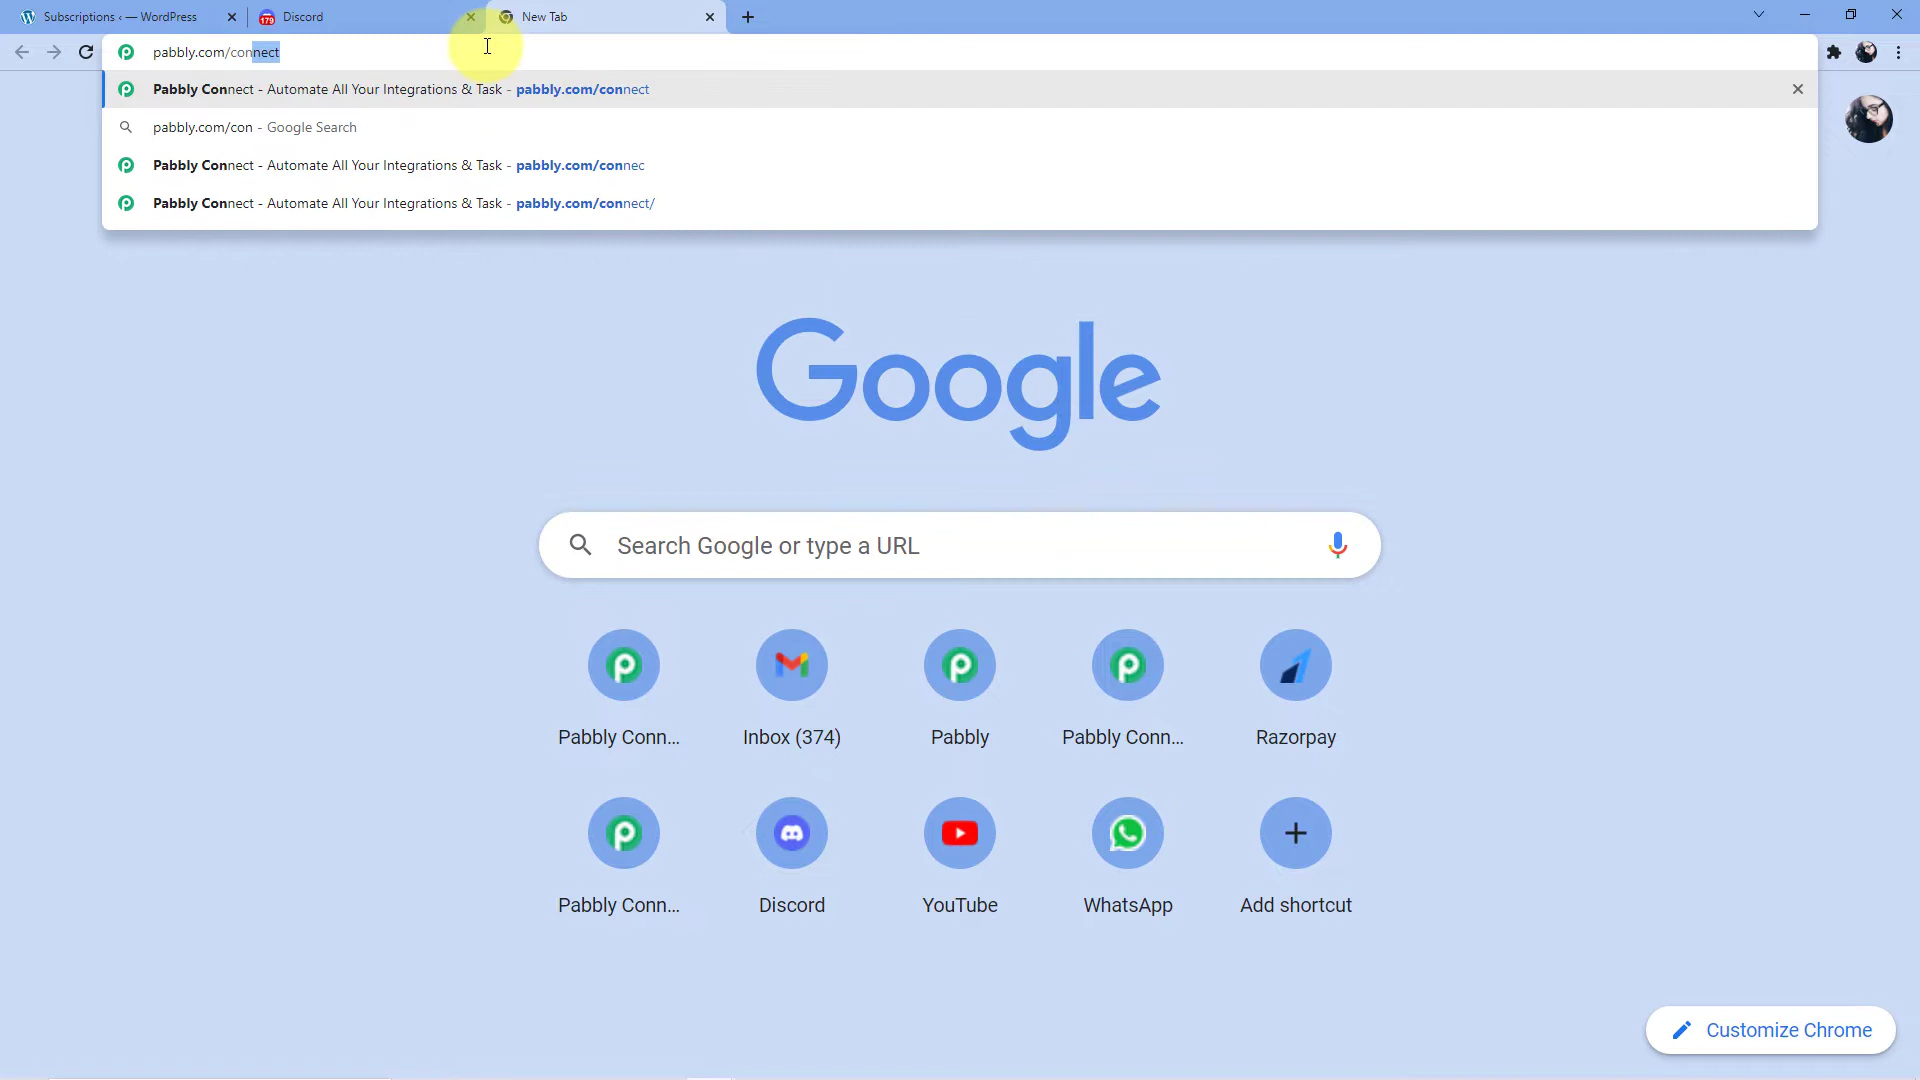 Subscriptions ‹ — WordPress
179
Discord
New Tab
pabbly.com/connect
Pabbly Connect - Automate All Your Integrations & Task - pabbly.com/connect
pabbly.com/con - Google Search
Pabbly Connect - Automate All Your Integrations & Task - pabbly.com/connec
Pabbly Connect - Automate All Your Integrations & Task - pabbly.com/connect/
Google
Search Google or type a URL
Pabbly Conn...
Inbox (374)
Pabbly
Pabbly Conn...
Razorpay
Pabbly Conn...
Discord
YouTube
WhatsApp
Add shortcut
Customize Chrome